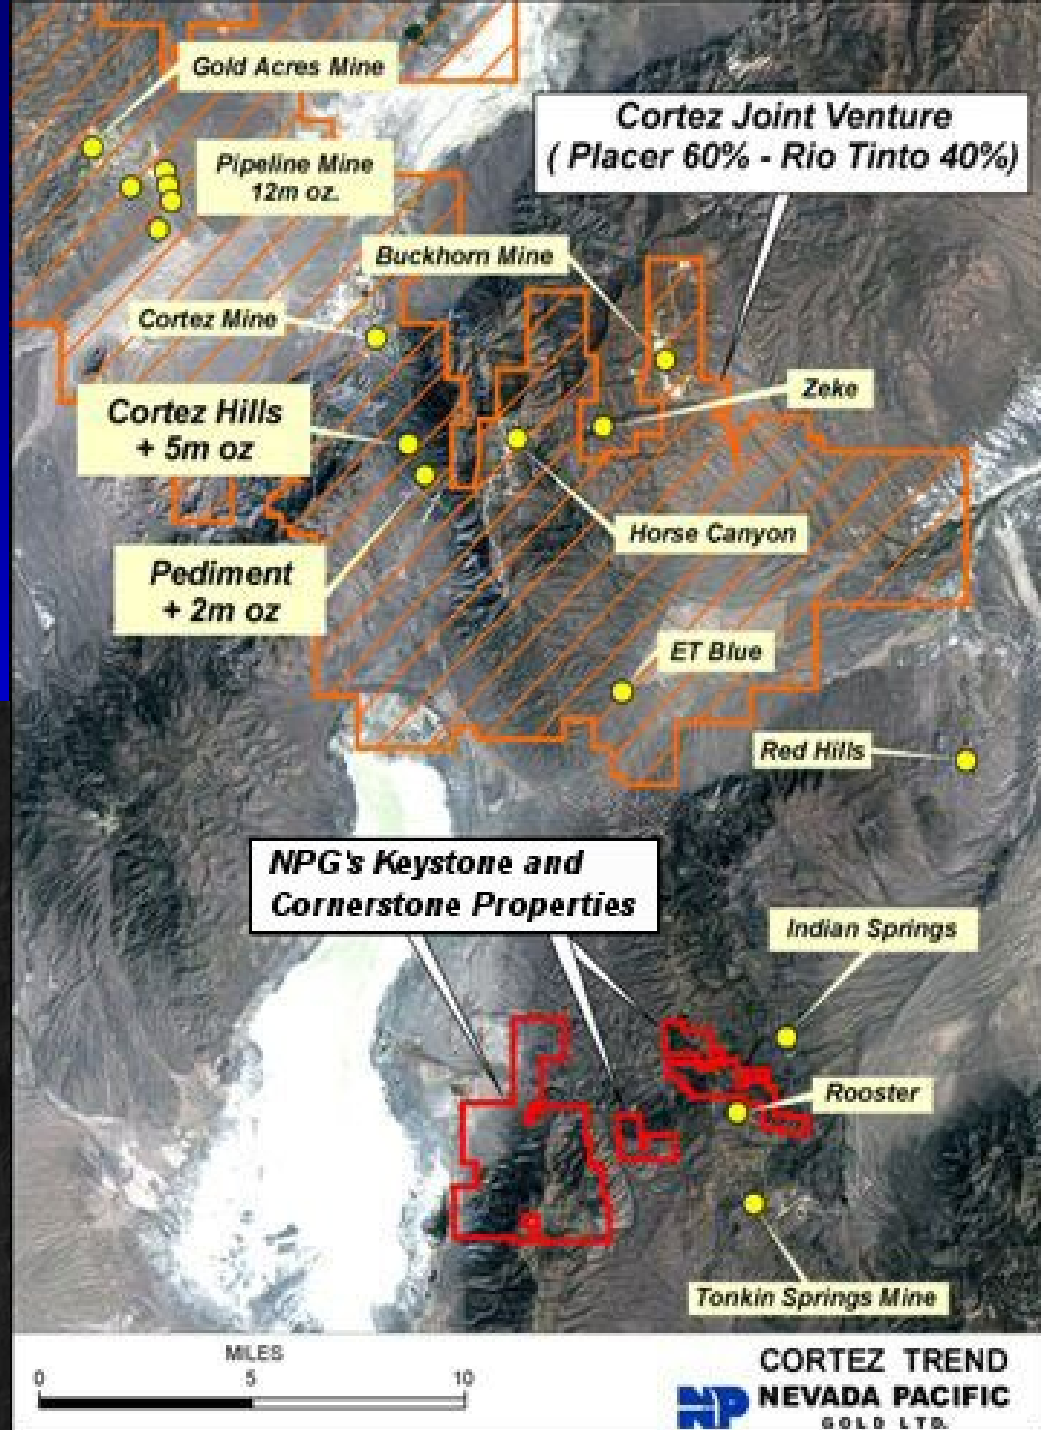 Gold Acres Mine
Cortez Joint Venture
( Placer 60% - Rio Tinto 40%)
Pipeline Mine
12m oz.
Buckhorn Mine
Cortez Mine
Zeke
Cortez Hills
+ 5m oz
Horse Canyon
Pediment
+ 2m oz
ET Blue
Red Hills
NPG's Keystone and
Cornerstone Properties
Indian Springs
Rooster
Tonkin Springs Mine
MILES
0 5 10
CORTEZ TREND
NP NEVADA PACIFIC
GOLD LTD.